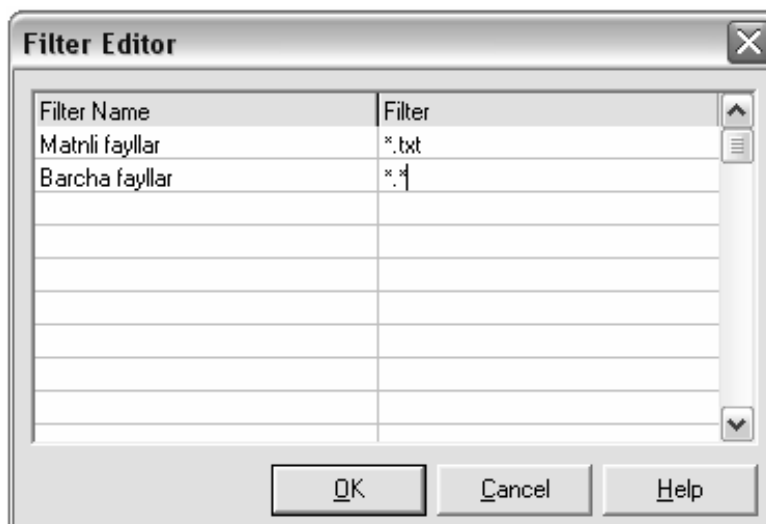 Filter Editor
Filter Name Filter
Matnli fayllar *.txt
Barcha fayllar *.*
OK Cancel Help